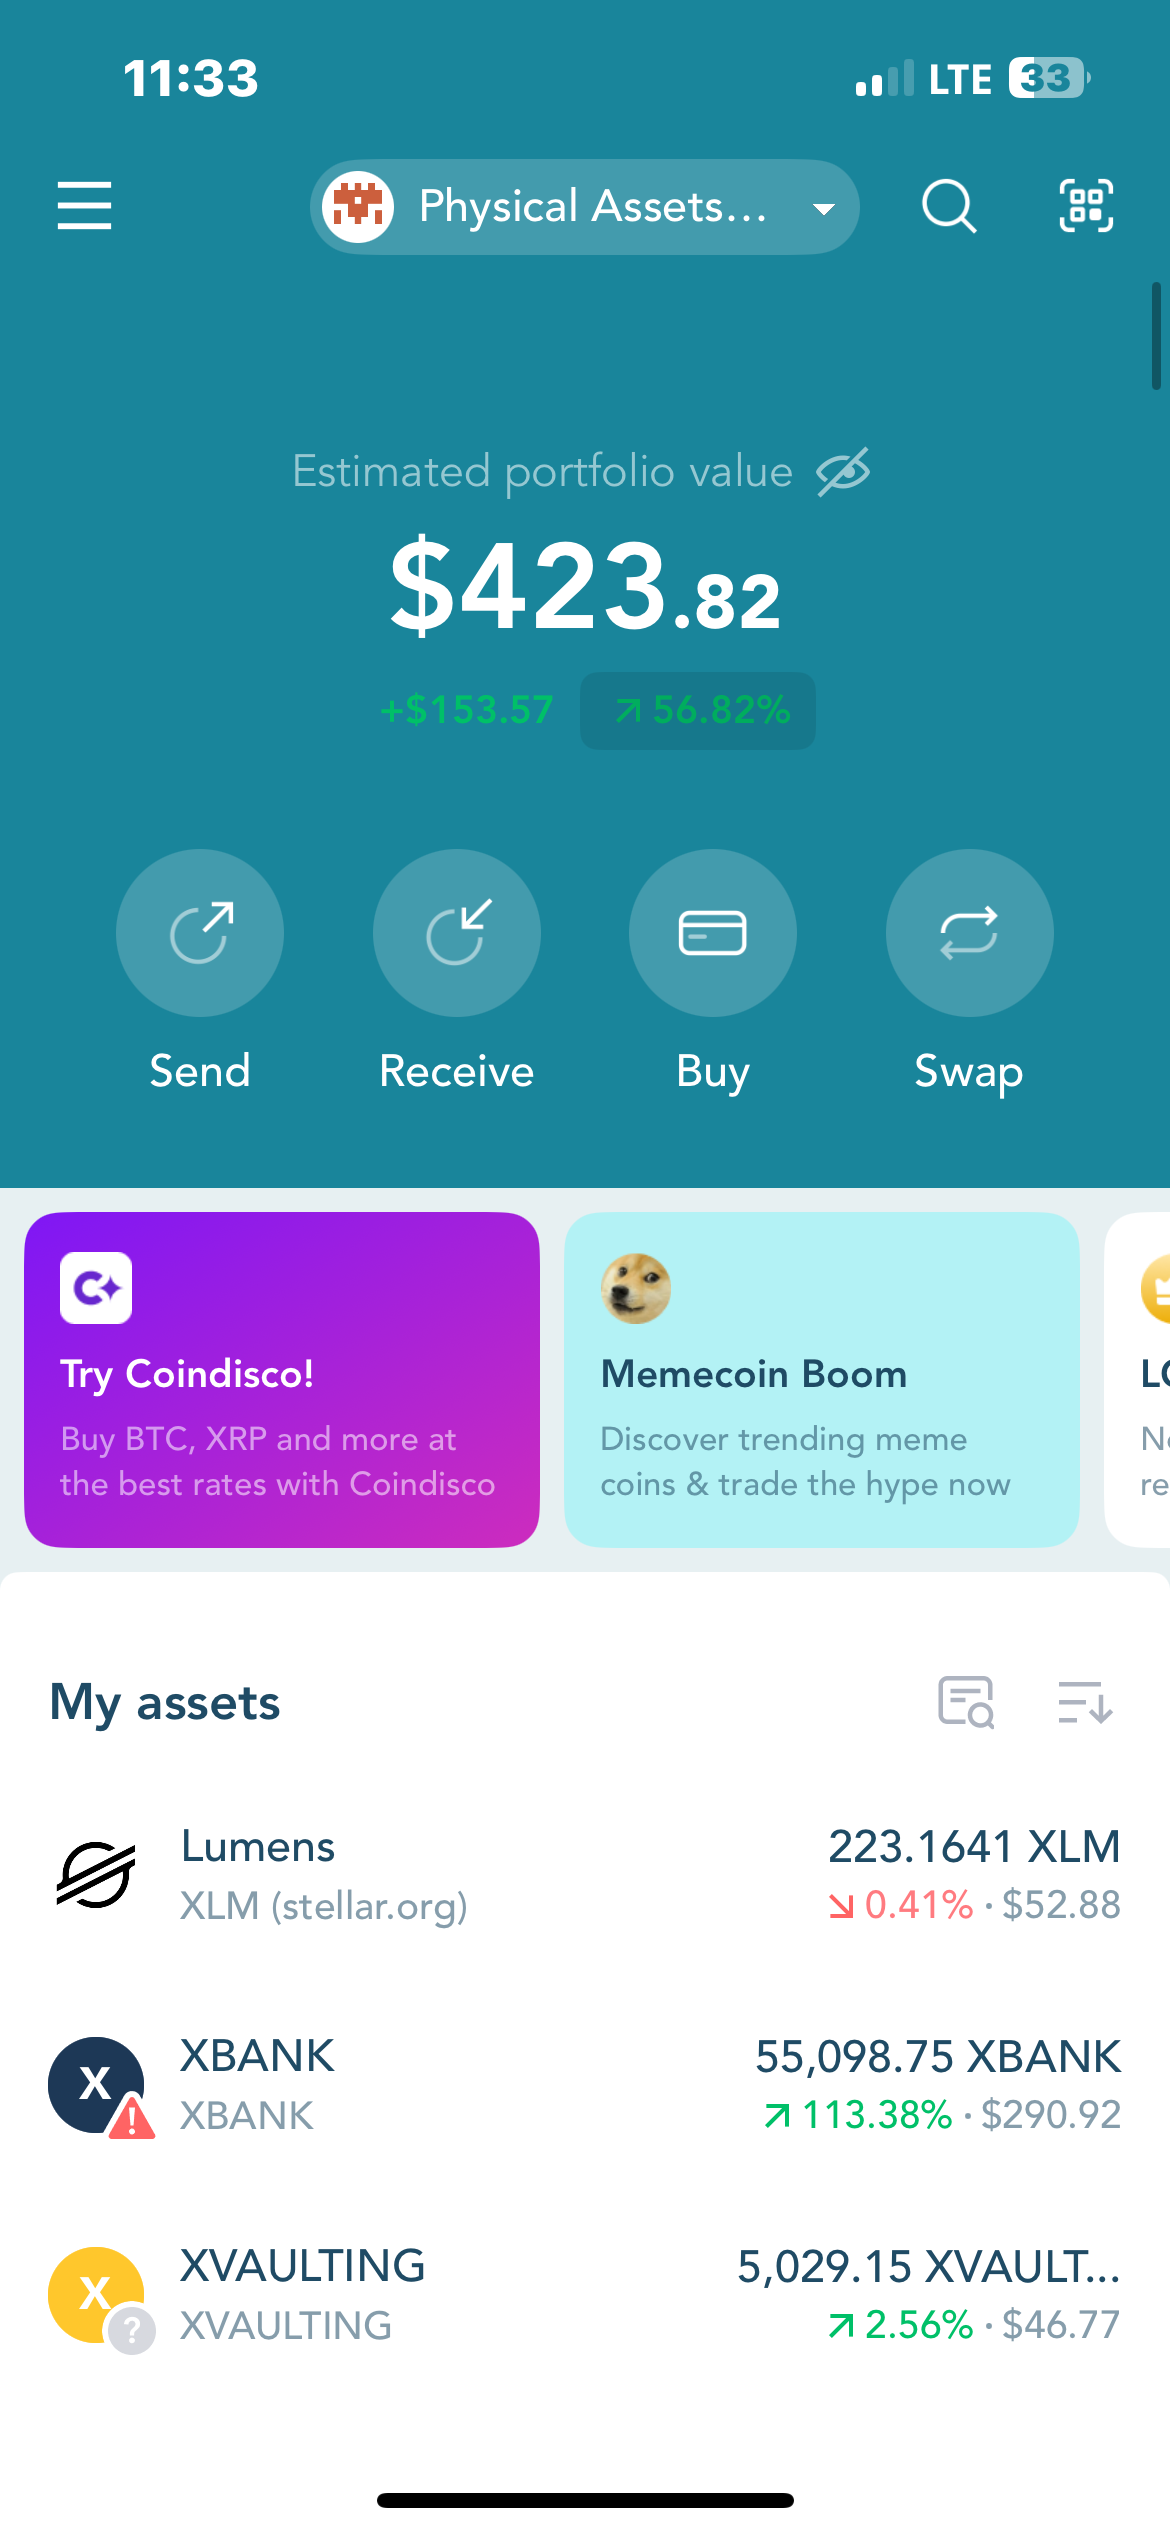 11:33
LTE 33
Physical Assets...
Estimated portfolio value
$423.82
+$153.57 56.82%
Send Receive Buy Swap
Try Coindisco!
Buy BTC, XRP and more at
the best rates with Coindisco
Memecoin Boom
Discover trending meme
coins & trade the hype now
My assets
Lumens 223.1641 XLM
XLM (stellar.org) 0.41% · $52.88
X
XBANK 55,098.75 XBANK
XBANK 113.38% · $290.92
X
XVAULTING 5,029.15 XVAULT...
XVAULTING 2.56% · $46.77